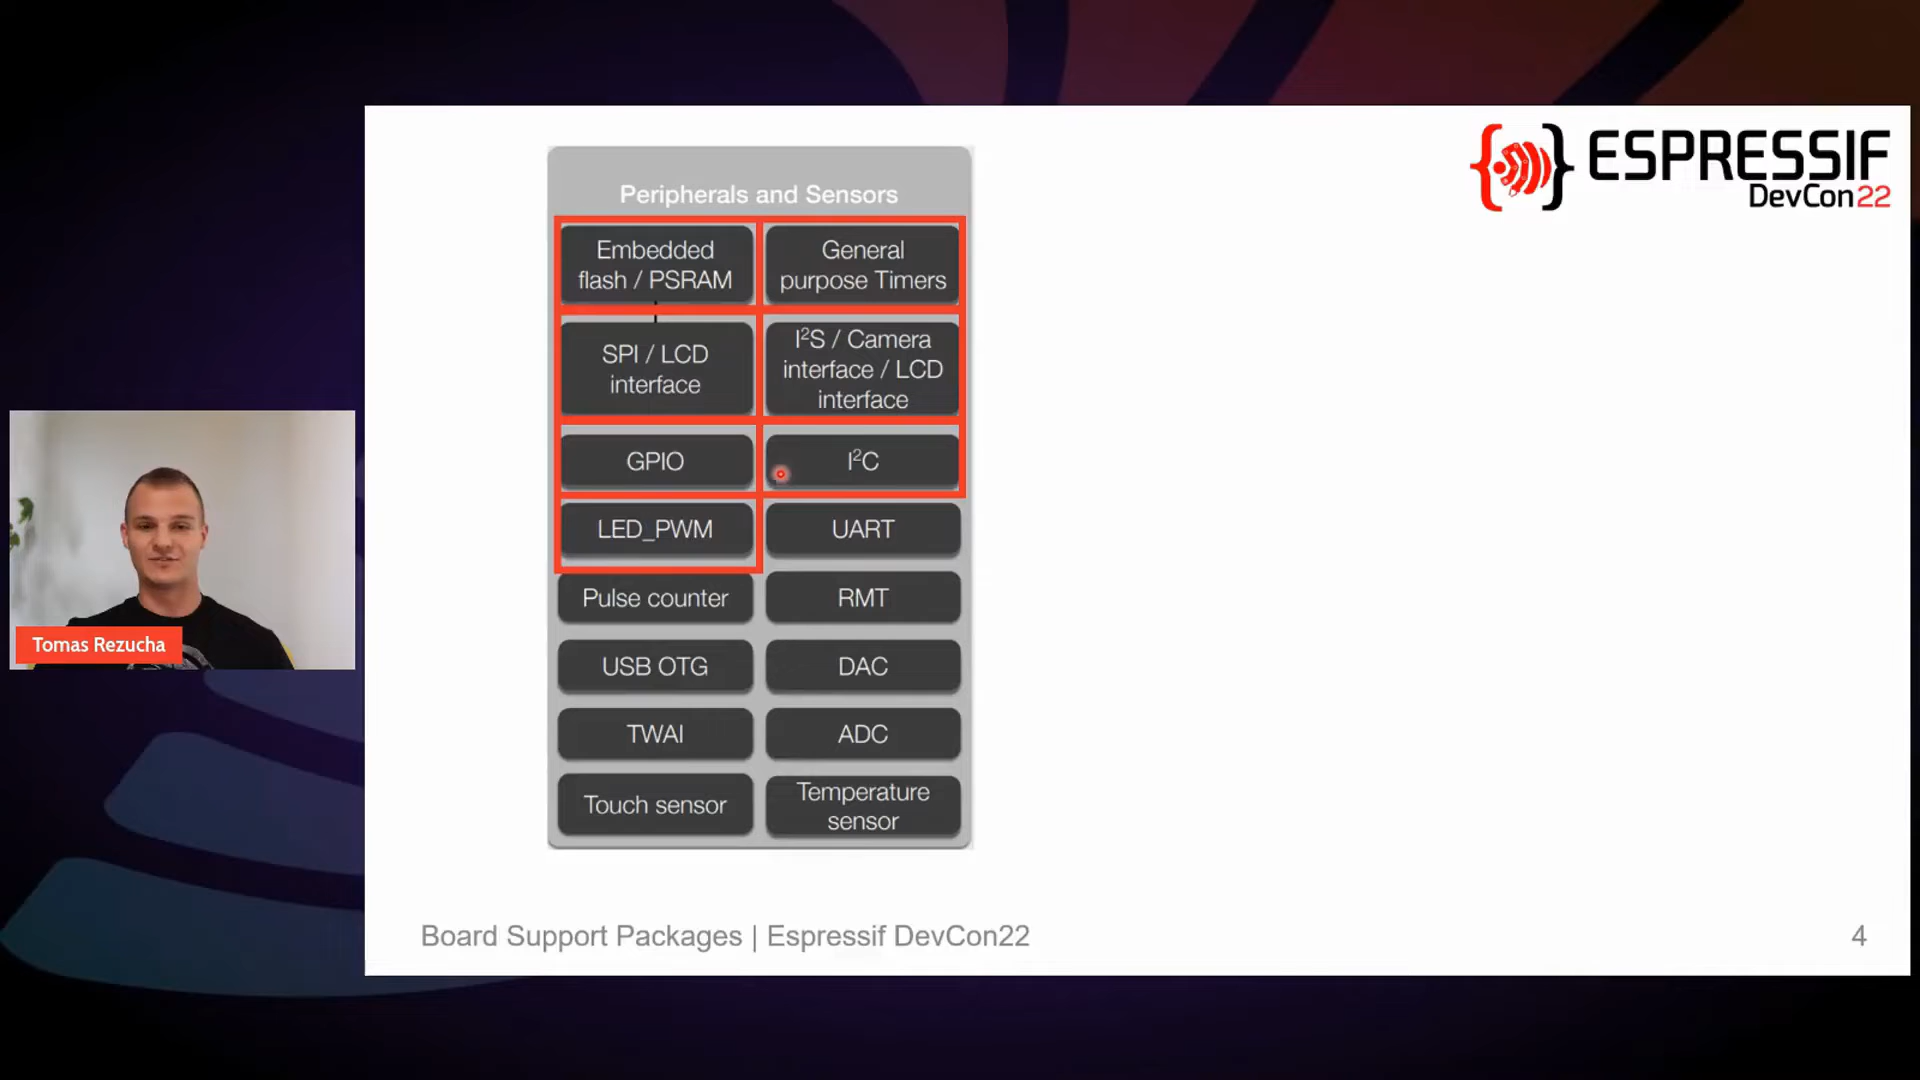 ESPRESSIF
DevCon22
Peripherals and Sensors
Embedded
flash / PSRAM
General
purpose Timers
SPI / LCD
interface
I²S / Camera
interface / LCD
interface
GPIO
I²C
LED_PWM
UART
Pulse counter
RMT
USB OTG
DAC
TWAI
ADC
Touch sensor
Temperature
sensor
Tomas Rezucha
Board Support Packages | Espressif DevCon22
4